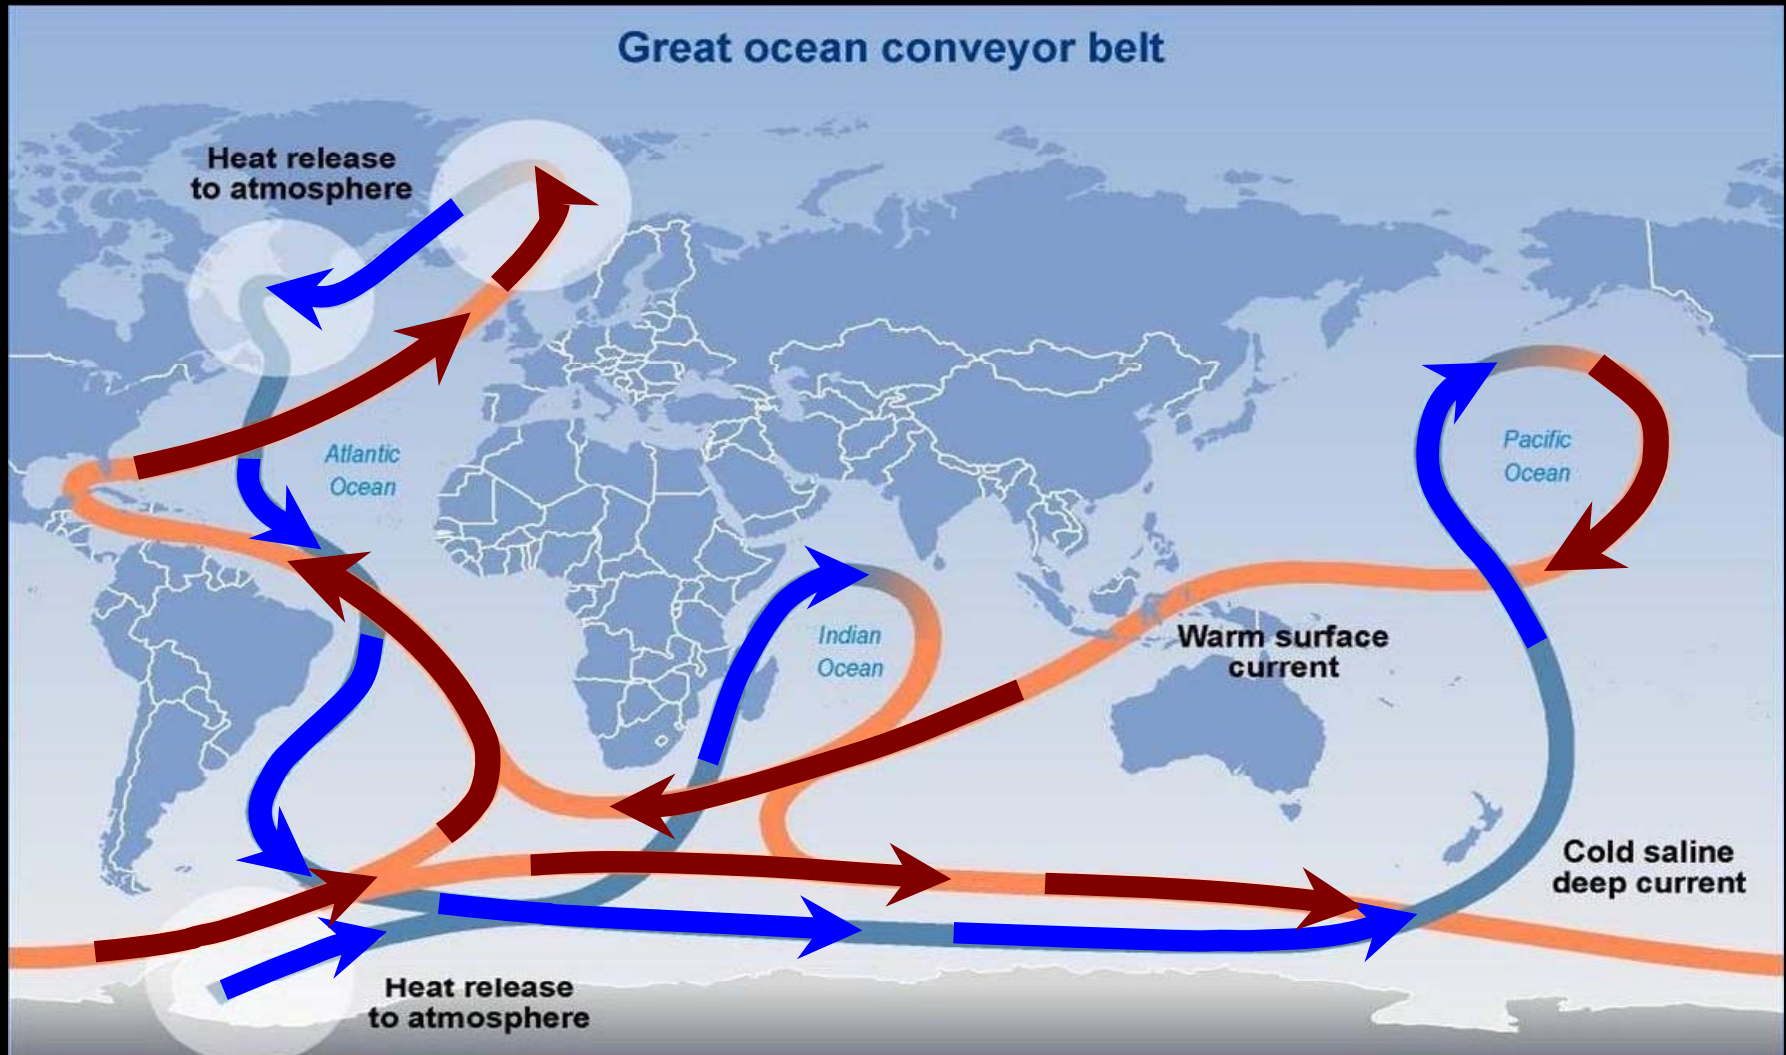 Great ocean conveyor belt
Heat release
to atmosphere
Atlantic
Ocean
Pacific
Ocean
Indian
Ocean
Warm surface
current
Cold saline
deep current
Heat release
to atmosphere